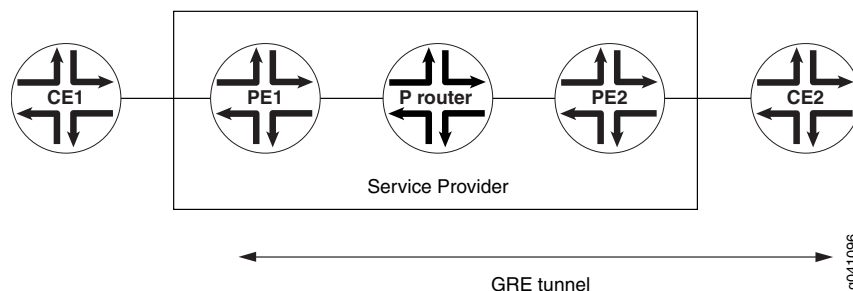 CE1
PE1
P router
PE2
CE2
Service Provider
GRE tunnel
g041096